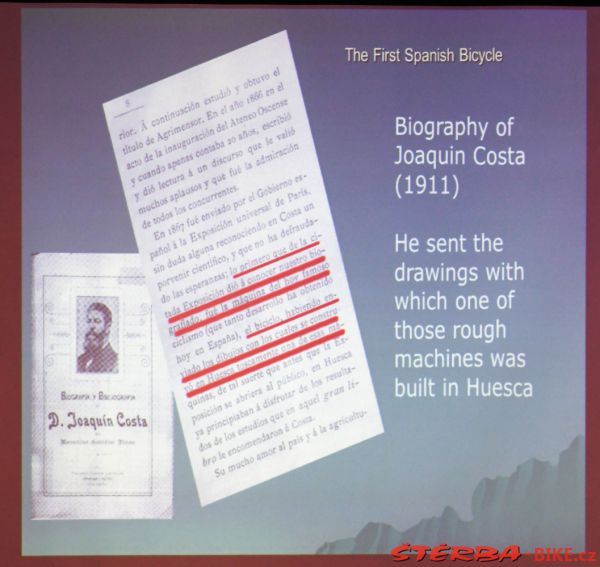 The First Spanish Bicycle
Biography of
Joaquin Costa
(1911)
He sent the
drawings with
which one of
those rough
machines was
built in Huesca
8
rior. A continuación estudió y obtuvo el
título de Agrimensor. En el año 1866 en el
acto de la inauguración del Ateneo Oscense
y cuando apenas contaba 20 años, escribió
y dió lectura á un discurso que le valió
muchos aplausos y que fué la admiración
de todos los concurrentes.
En 1867 fué enviado por el Gobierno es-
pañol á la Exposición universal de París,
sin duda alguna reconociendo en Costa un
porvenir científico, y que no ha defrauda-
do las esperanzas; lo primero que de la ci-
tada Exposición dió á conocer nuestro bio-
grafiado, fué la máquina del hoy famoso
ciclismo (que tanto desarrollo ha obtenido
hoy en España), el biciclo, habiendo en-
viado los dibujos con los cuales se constru-
yó en Huesca toscamente una de esas má-
quinas, de tal suerte que antes que la Ex-
posición se abriera al público, en Huesca
ya principiaban á disfrutar de los resulta-
dos de los estudios que en aquel gran li-
bro le encomendaron á Costa.
Su mucho amor al país y á la agricultu-
Biografía y Bibliografía
D. Joaquín Costa
ŠTĚRBA-BIKE.cz